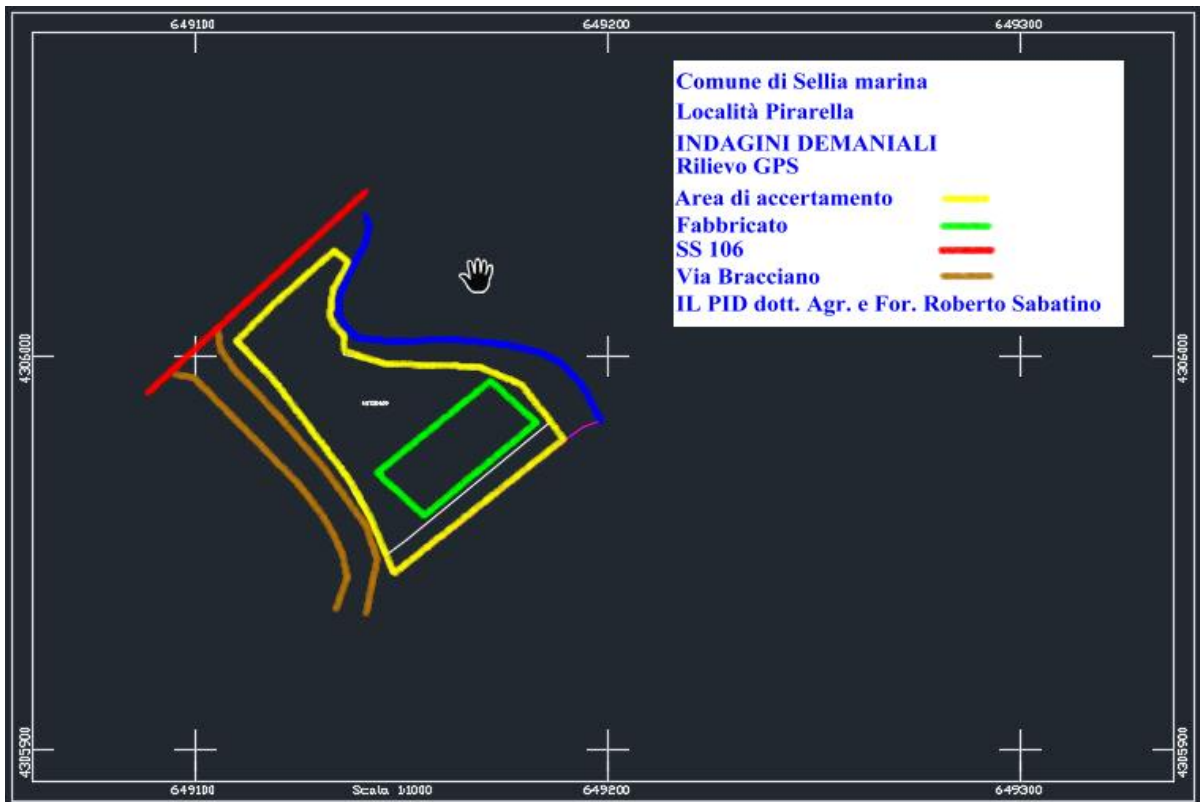 649100 649200 649300
Comune di Sellia marina
Località Pirarella
INDAGINI DEMANIALI
Rilievo GPS
Area di accertamento
Fabbricato
SS 106
Via Bracciano
IL PID dott. Agr. e For. Roberto Sabatino
4306000 4306000
4305900 4305900
649100 Scala 1:1000 649200 649300